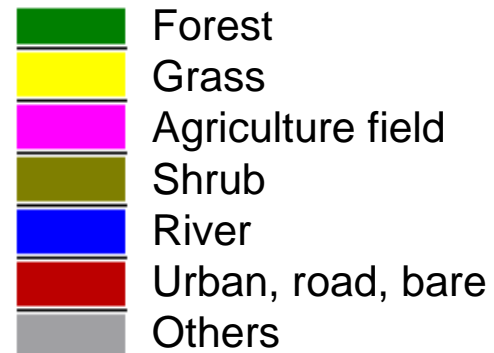 Forest
Grass
Agriculture field
Shrub
River
Urban, road, bare
Others